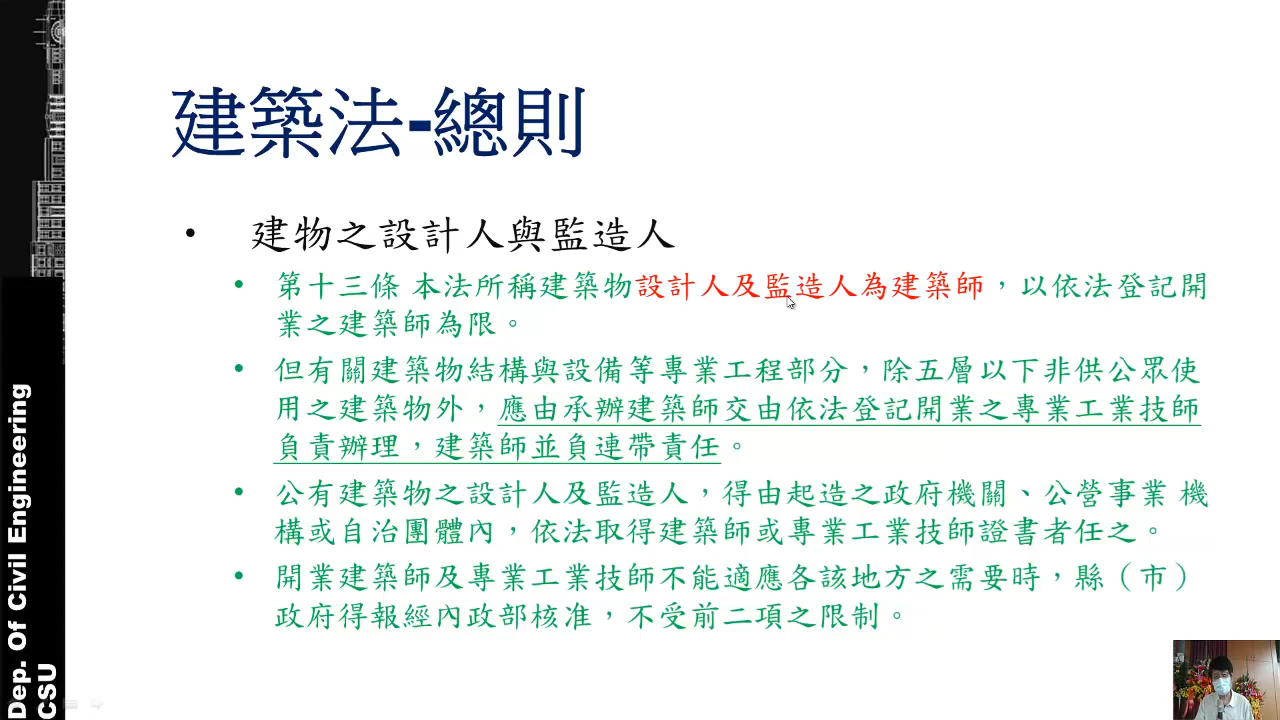 建築法-總則
• 建物之設計人與監造人
• 第十三條 本法所稱建築物設計人及監造人為建築師，以依法登記開
業之建築師為限。
• 但有關建築物結構與設備等專業工程部分，除五層以下非供公眾使
用之建築物外，應由承辦建築師交由依法登記開業之專業工業技師
負責辦理，建築師並負連帶責任。
• 公有建築物之設計人及監造人，得由起造之政府機關、公營事業 機
構或自治團體內，依法取得建築師或專業工業技師證書者任之。
• 開業建築師及專業工業技師不能適應各該地方之需要時，縣（市）
政府得報經內政部核准，不受前二項之限制。
Dep. Of Civil Engineering
CSU